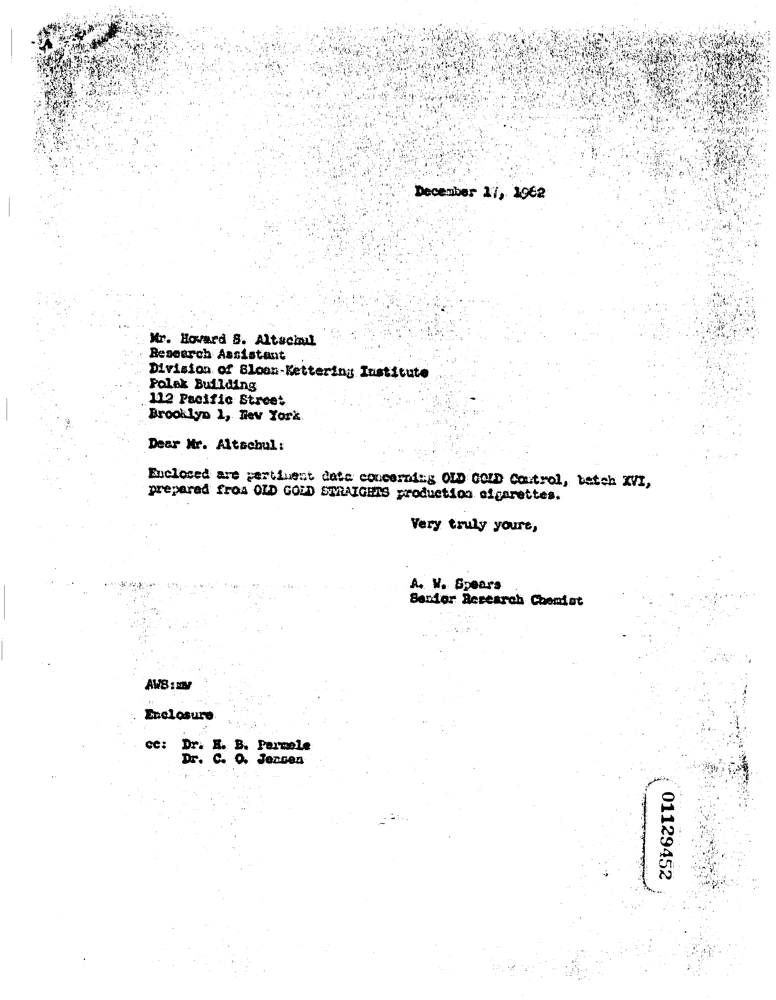 December 17, 1962
Mr. Howard S. Altschul
Research Assistant
Division of Sloan-Kettering Institute
Polak Building
112 Pacific Street
Brooklyn 1, New York
Dear Mr. Altschul:
Enclosed are pertinent data concerning OLD GOLD Control, batch XVI,
prepared from OLD GOLD STRAIGHTS production cigarettes.
Very truly yours,
A. W. Spears
Senior Research Chemist
AWS:mw
Enclosure
cc: Dr. H. B. Parmele
Dr. C. O. Jensen
01129452